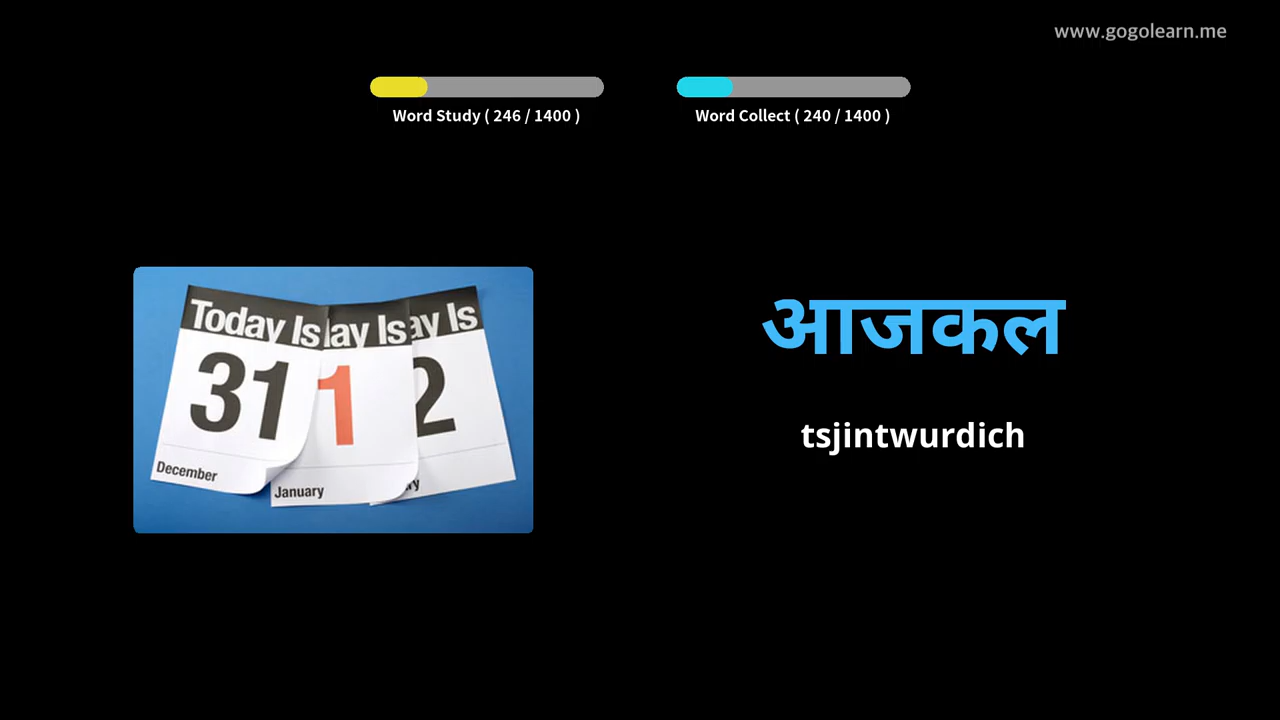 www.gogolearn.me
Word Study ( 246 / 1400 )
Word Collect ( 240 / 1400 )
Today Is
ay Is
ay Is
31
1
2
December
January
आजकल
tsjintwurdich